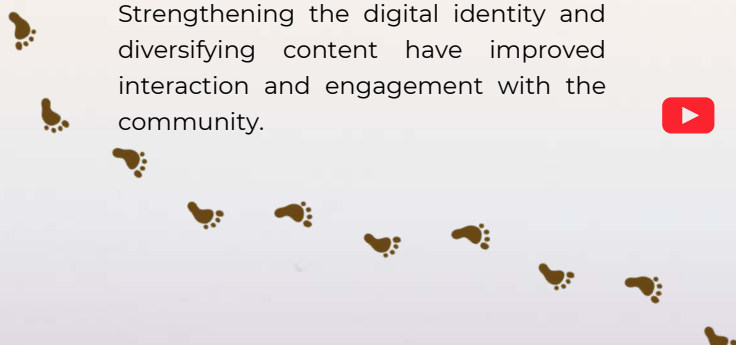 Strengthening the digital identity and
diversifying content have improved
interaction and engagement with the
community.